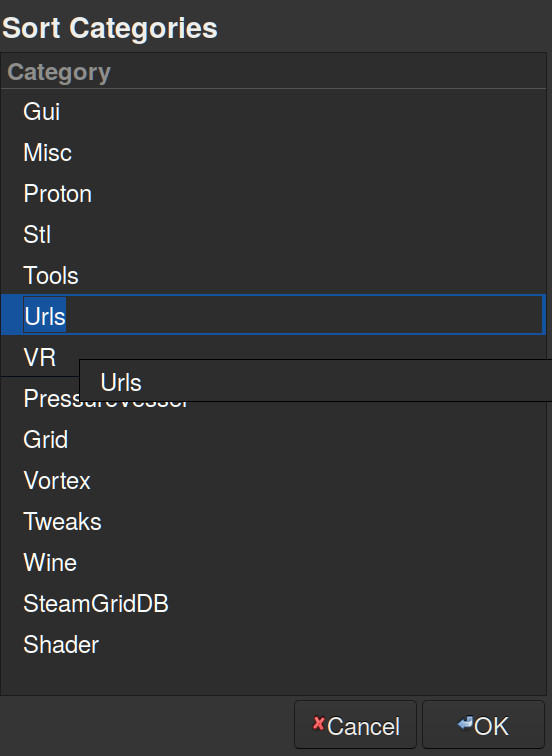 Sort Categories
Category
Gui
Misc
Proton
Stl
Tools
Urls
VR
Urls
PressureVessel
Grid
Vortex
Tweaks
Wine
SteamGridDB
Shader
Cancel
OK